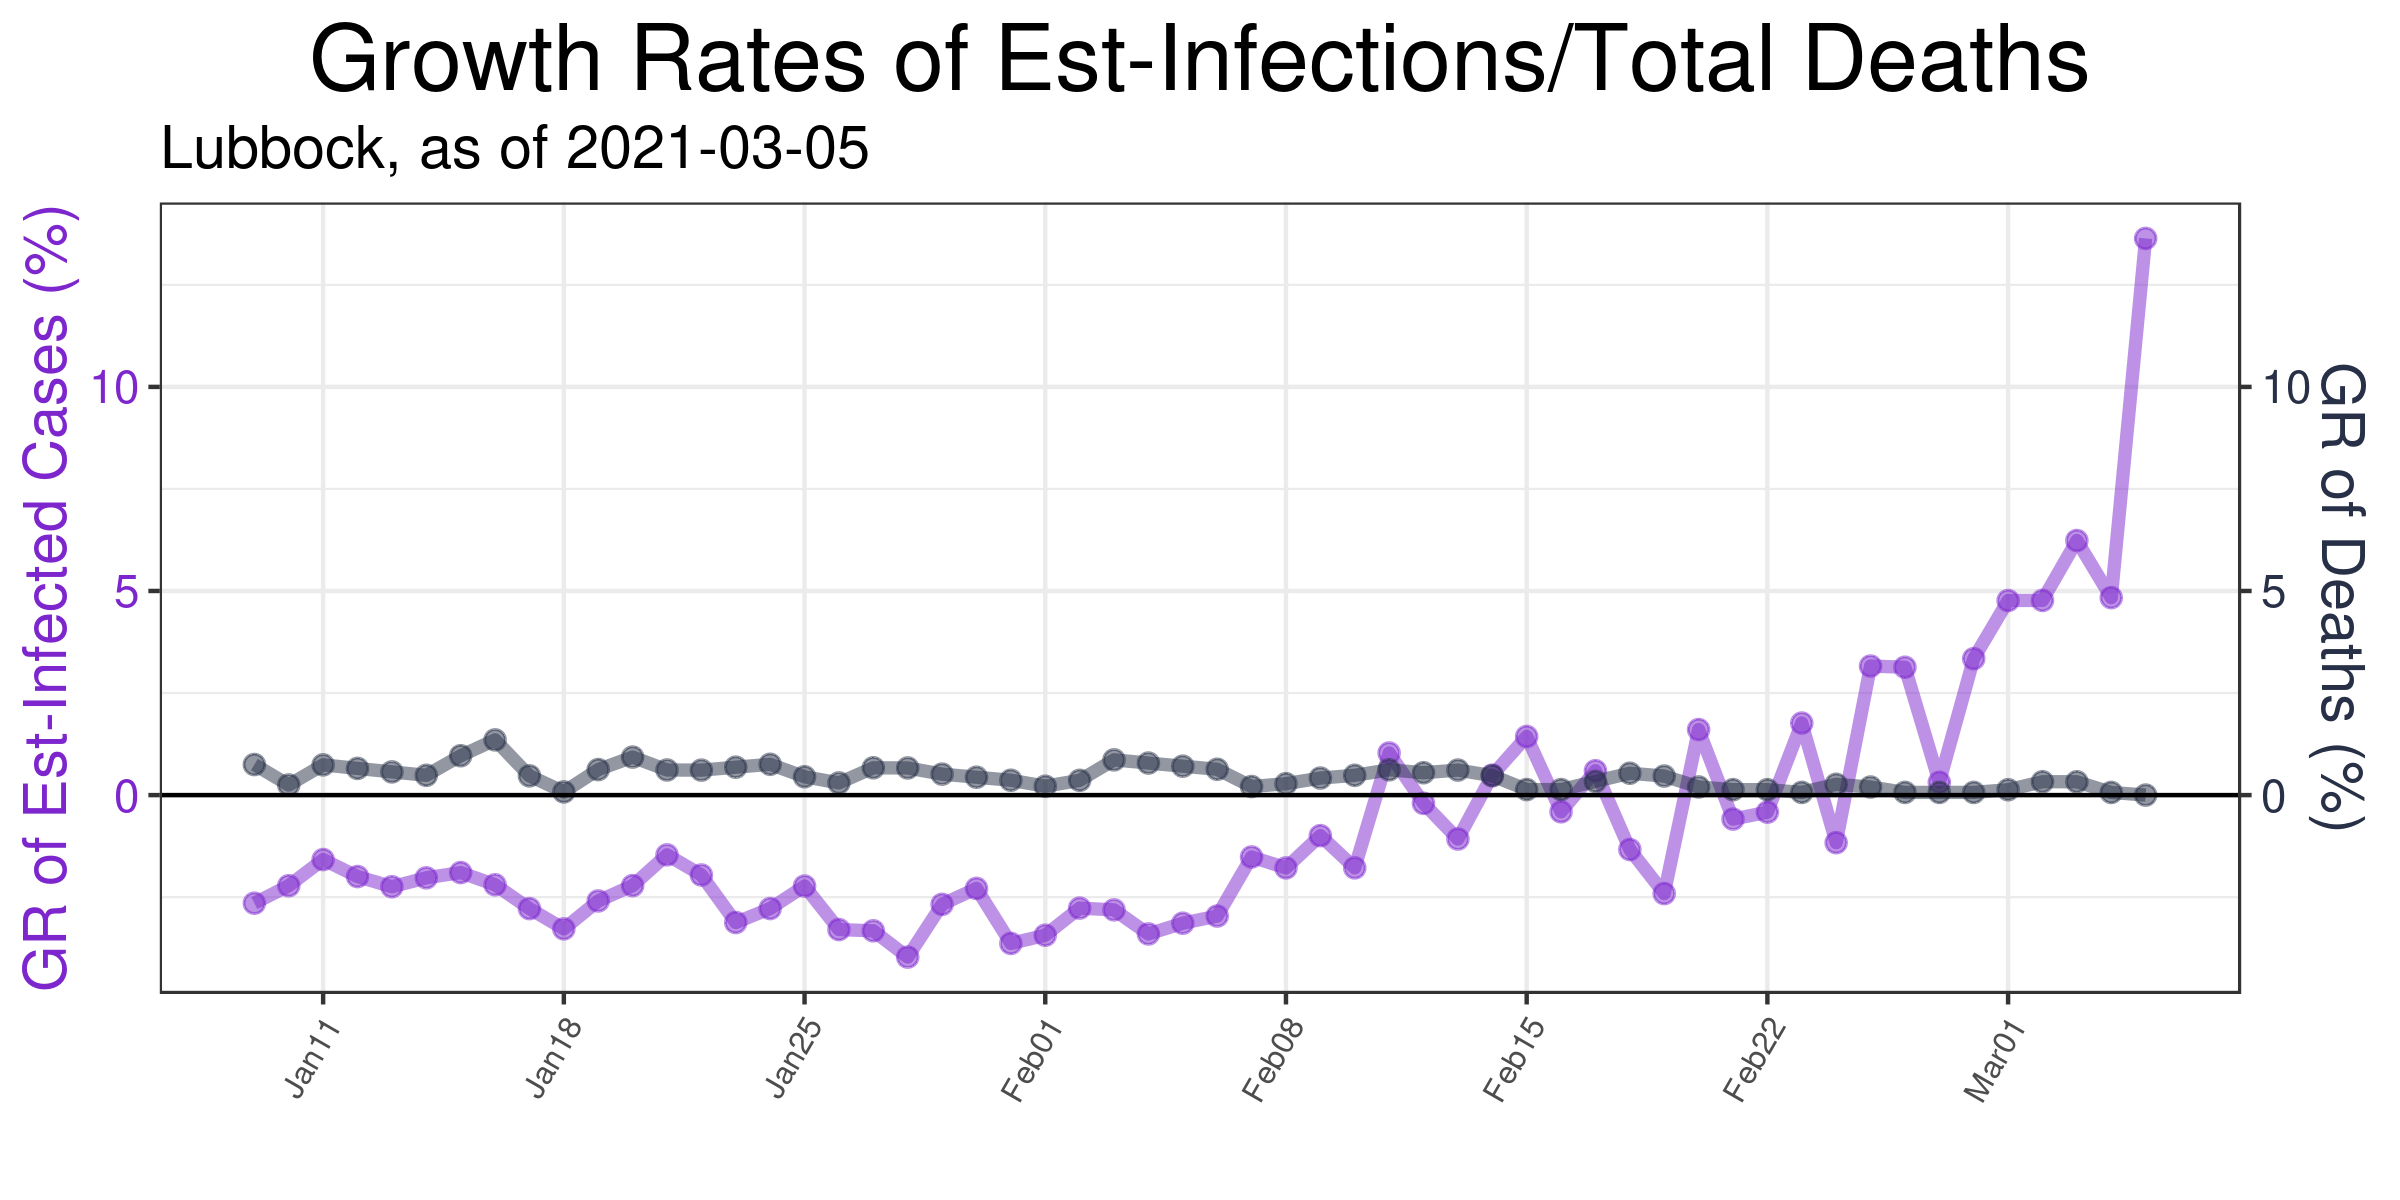 Growth Rates of Est-Infections/Total Deaths
Lubbock, as of 2021-03-05
GR of Est-Infected Cases (%)
10
5
0
10
5
0
GR of Deaths (%)
Jan11
Jan18
Jan25
Feb01
Feb08
Feb15
Feb22
Mar01